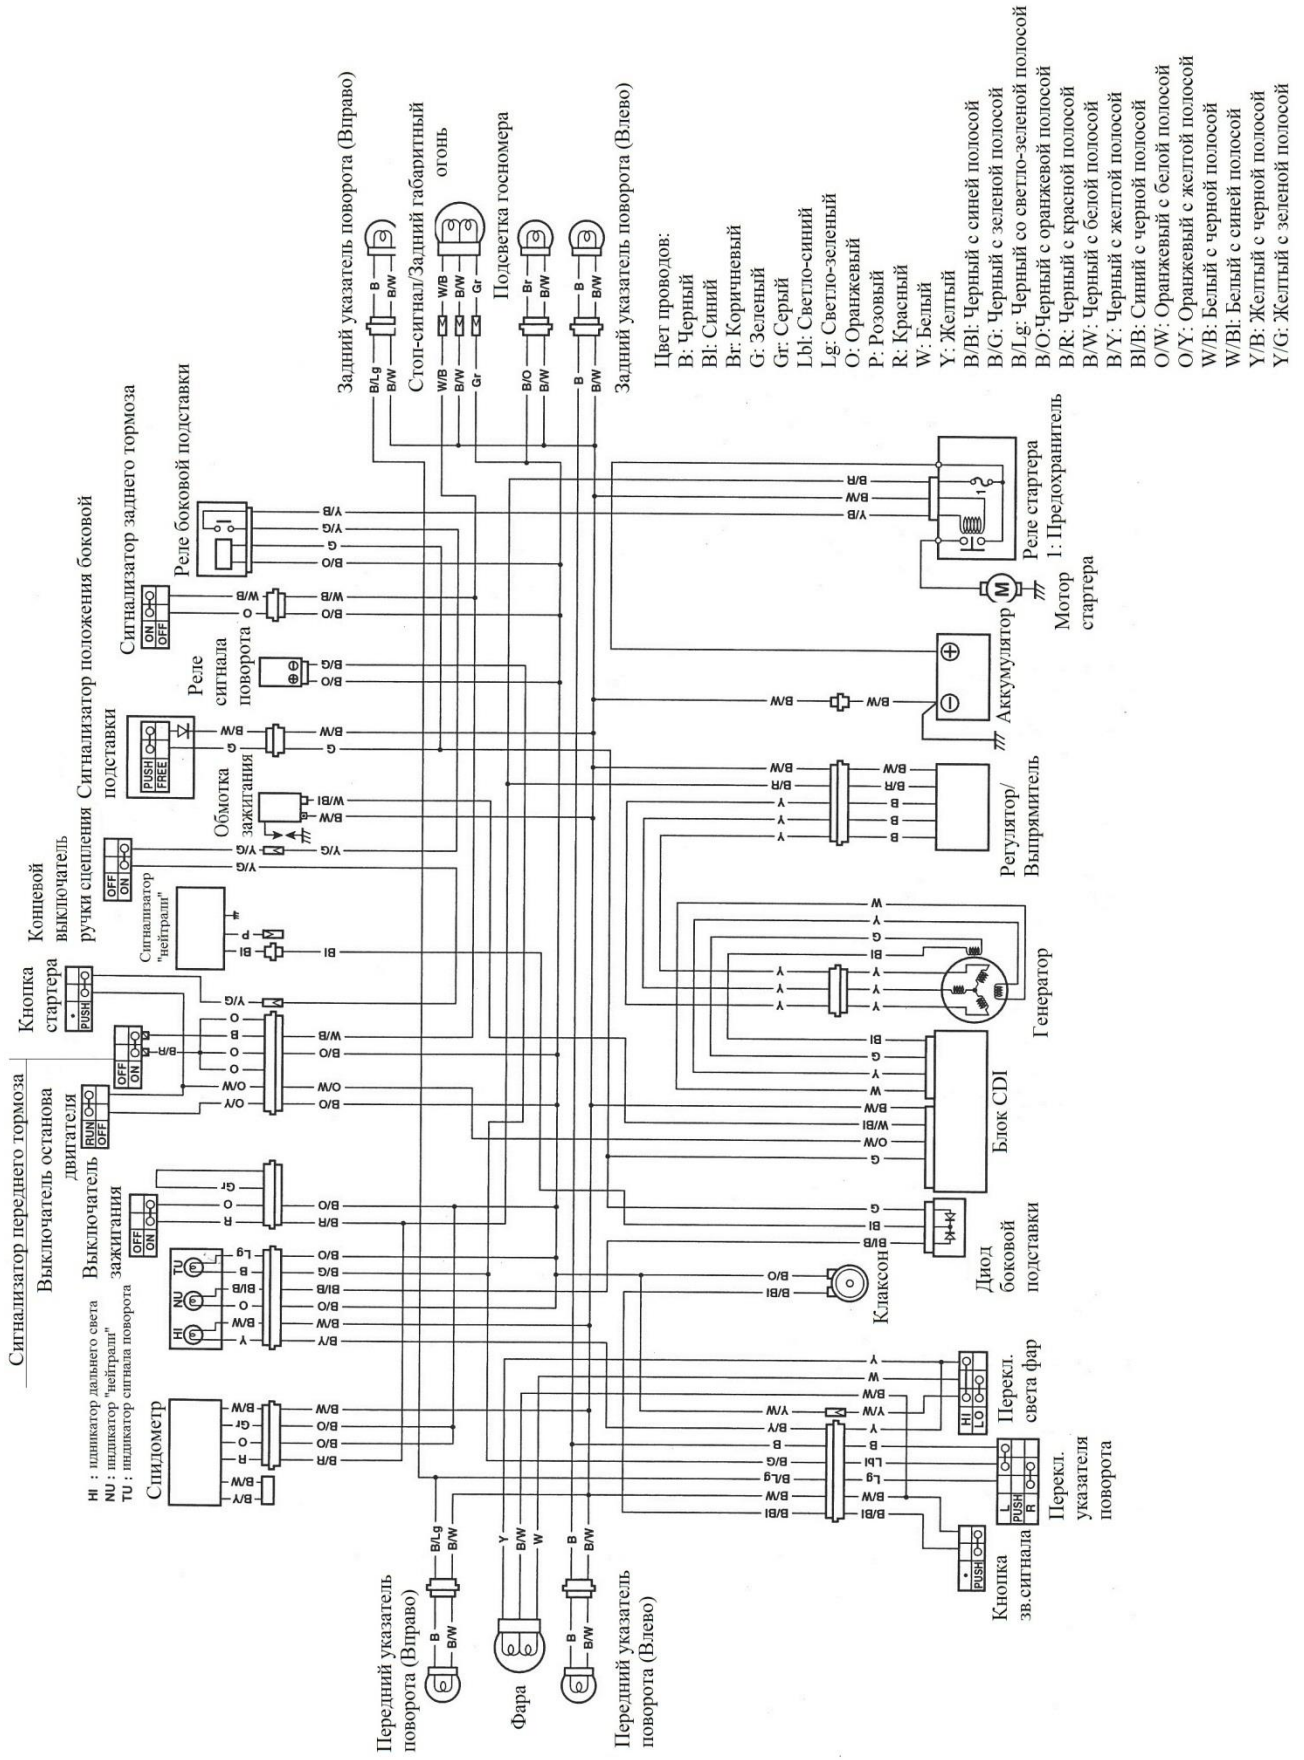 Сигнализатор переднего тормоза
Выключатель останова
двигателя
Выключатель
зажигания
HI : идникатор дальнего света
NU : индикатор "нейтрали"
TU : индикатор сигнала поворота
Спидометр
Кнопка
стартера
Концевой
выключатель
ручки сцепления
Сигнализатор
"нейтрали"
Обмотка
зажигания
Сигнализатор положения боковой
подставки
Реле
сигнала
поворота
Сигнализатор заднего тормоза
Реле боковой подставки
Задний указатель поворота (Вправо)
Стоп-сигнал/Задний габаритный
огонь
Подсветка госномера
Задний указатель поворота (Влево)
Передний указатель
поворота (Вправо)
Фара
Передний указатель
поворота (Влево)
Кнопка
зв.сигнала
Перекл.
указателя
поворота
Перекл.
света фар
Клаксон
Диод
боковой
подставки
Блок CDI
Генератор
Регулятор/
Выпрямитель
Аккумулятор
Мотор
стартера
Реле стартера
1: Предохранитель
Цвет проводов:
B: Черный
Bl: Синий
Br: Коричневый
G: Зеленый
Gr: Серый
Lbl: Светло-синий
Lg: Светло-зеленый
O: Оранжевый
P: Розовый
R: Красный
W: Белый
Y: Желтый
B/Bl: Черный с синей полосой
B/G: Черный с зеленой полосой
B/Lg: Черный со светло-зеленой полосой
B/O:Черный с оранжевой полосой
B/R: Черный с красной полосой
B/W: Черный с белой полосой
B/Y: Черный с желтой полосой
Bl/B: Синий с черной полосой
O/W: Оранжевый с белой полосой
O/Y: Оранжевый с желтой полосой
W/B: Белый с черной полосой
W/Bl: Белый с синей полосой
Y/B: Желтый с черной полосой
Y/G: Желтый с зеленой полосой